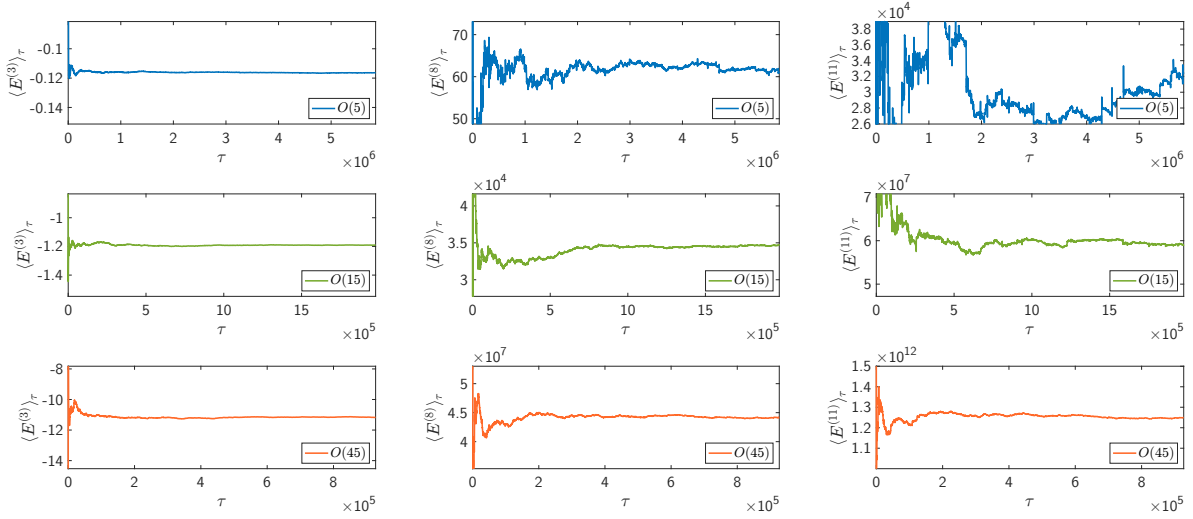 ⟨E^{(3)}⟩_τ
-0.1
-0.12
-0.14
O(5)
0 1 2 3 4 5
τ
×10^6
⟨E^{(8)}⟩_τ
70
60
50
O(5)
0 1 2 3 4 5
τ
×10^6
×10^4
⟨E^{(11)}⟩_τ
3.8
3.6
3.4
3.2
3
2.8
2.6
O(5)
0 1 2 3 4 5
τ
×10^6
⟨E^{(3)}⟩_τ
-1
-1.2
-1.4
O(15)
0 5 10 15
τ
×10^5
×10^4
⟨E^{(8)}⟩_τ
4
3.5
3
O(15)
0 5 10 15
τ
×10^5
×10^7
⟨E^{(11)}⟩_τ
7
6
5
O(15)
0 5 10 15
τ
×10^5
⟨E^{(3)}⟩_τ
-8
-10
-12
-14
O(45)
0 2 4 6 8
τ
×10^5
×10^7
⟨E^{(8)}⟩_τ
5
4.5
4
O(45)
0 2 4 6 8
τ
×10^5
×10^{12}
⟨E^{(11)}⟩_τ
1.5
1.4
1.3
1.2
1.1
O(45)
0 2 4 6 8
τ
×10^5